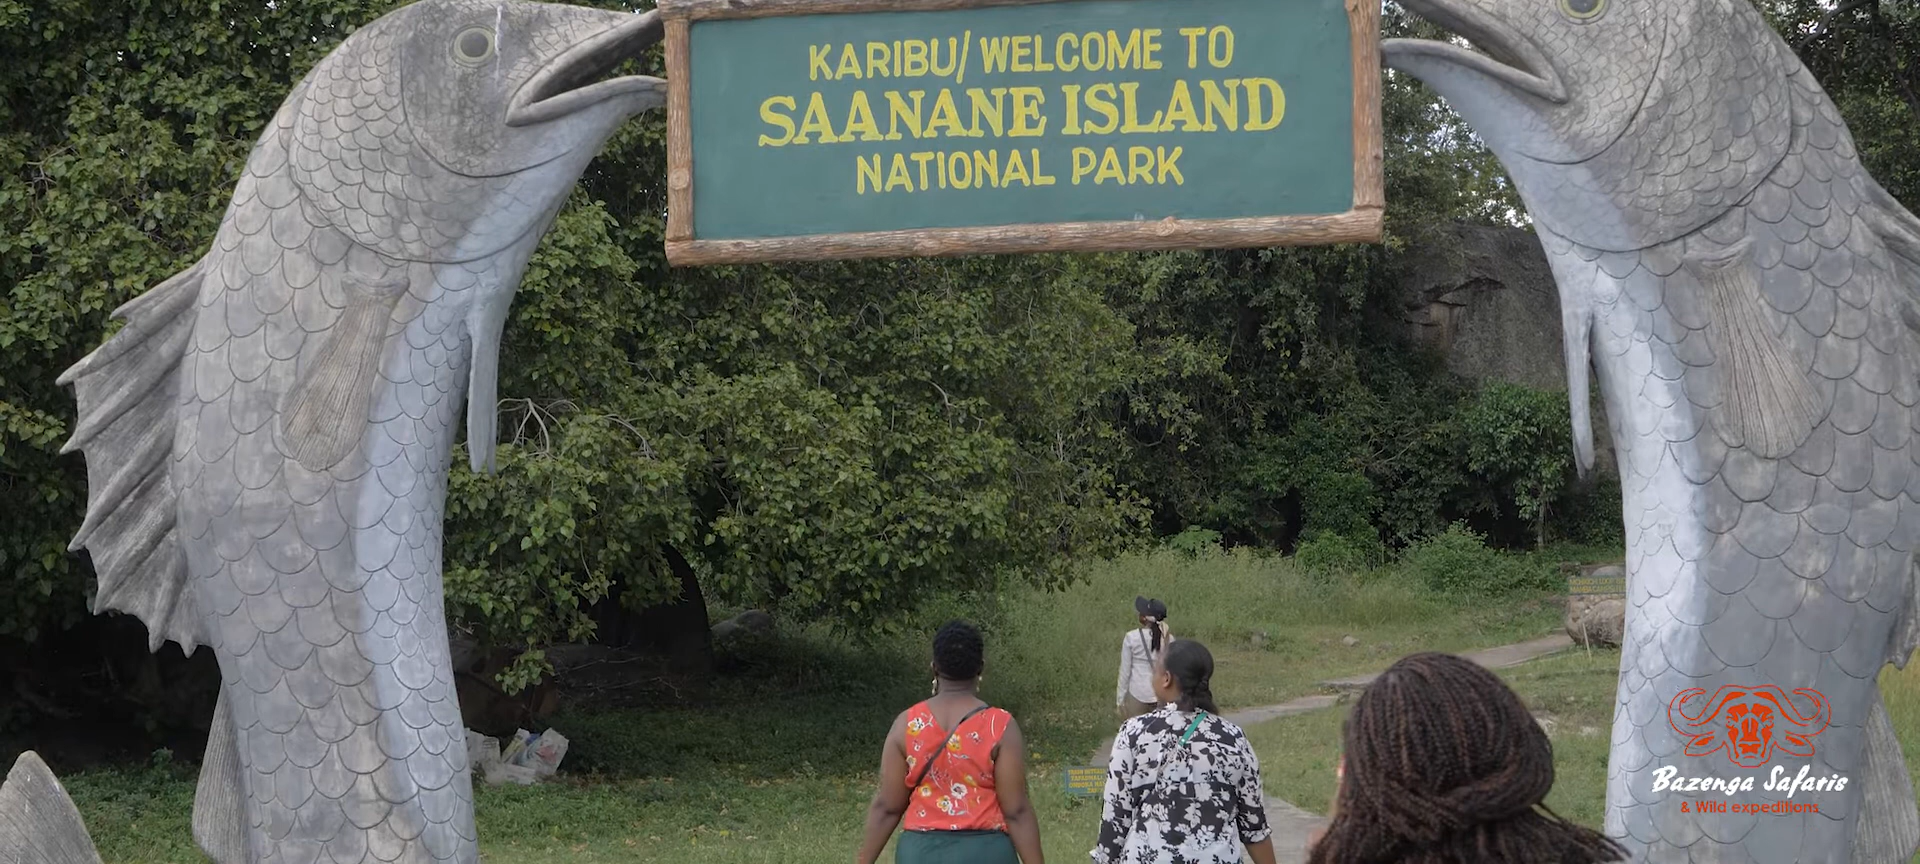 KARIBU/ WELCOME TO
SAANANE ISLAND
NATIONAL PARK
Bazenga Safaris
& Wild expeditions